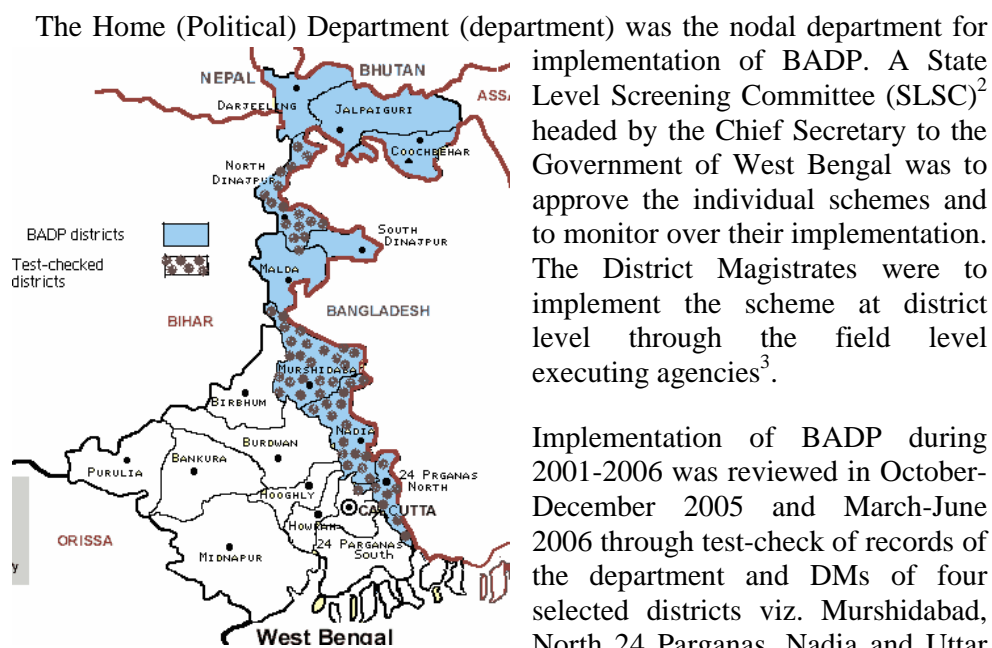 The Home (Political) Department (department) was the nodal department for
implementation of BADP. A State
Level Screening Committee (SLSC)2
headed by the Chief Secretary to the
Government of West Bengal was to
approve the individual schemes and
to monitor over their implementation.
The District Magistrates were to
implement the scheme at district
level through the field level
executing agencies3.
Implementation of BADP during
2001-2006 was reviewed in October-
December 2005 and March-June
2006 through test-check of records of
the department and DMs of four
selected districts viz. Murshidabad,
North 24 Parganas, Nadia and Uttar
NEPAL
BHUTAN
ASSA
DARJEELING
JALPAIGURI
COOCHBEHAR
NORTH
DINAJPUR
SOUTH
DINAJPUR
BADP districts
Test-checked
districts
MALDA
BIHAR
BANGLADESH
MURSHIDABAD
BIRBHUM
NADIA
BURDWAN
BANKURA
PURULIA
24 PRGANAS
NORTH
HOOGHLY
CALCUTTA
HOWRAH
24 PARGANAS
SOUTH
ORISSA
MIDNAPUR
y
West Bengal